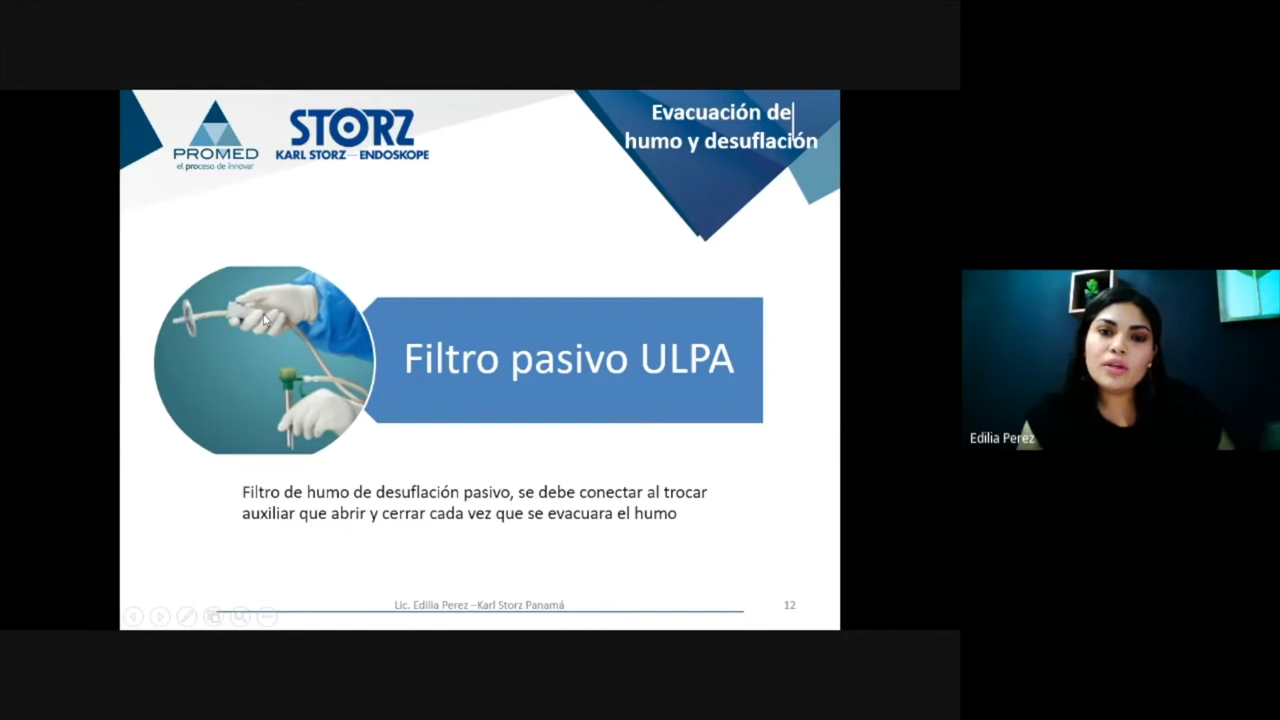 PROMED
el proceso de innovar
STORZ
KARL STORZ — ENDOSKOPE
Evacuación de
humo y desuflación
Filtro pasivo ULPA
Filtro de humo de desuflación pasivo, se debe conectar al trocar
auxiliar que abrir y cerrar cada vez que se evacuara el humo
Lic. Edilia Perez –Karl Storz Panamá
12
Edilia Perez